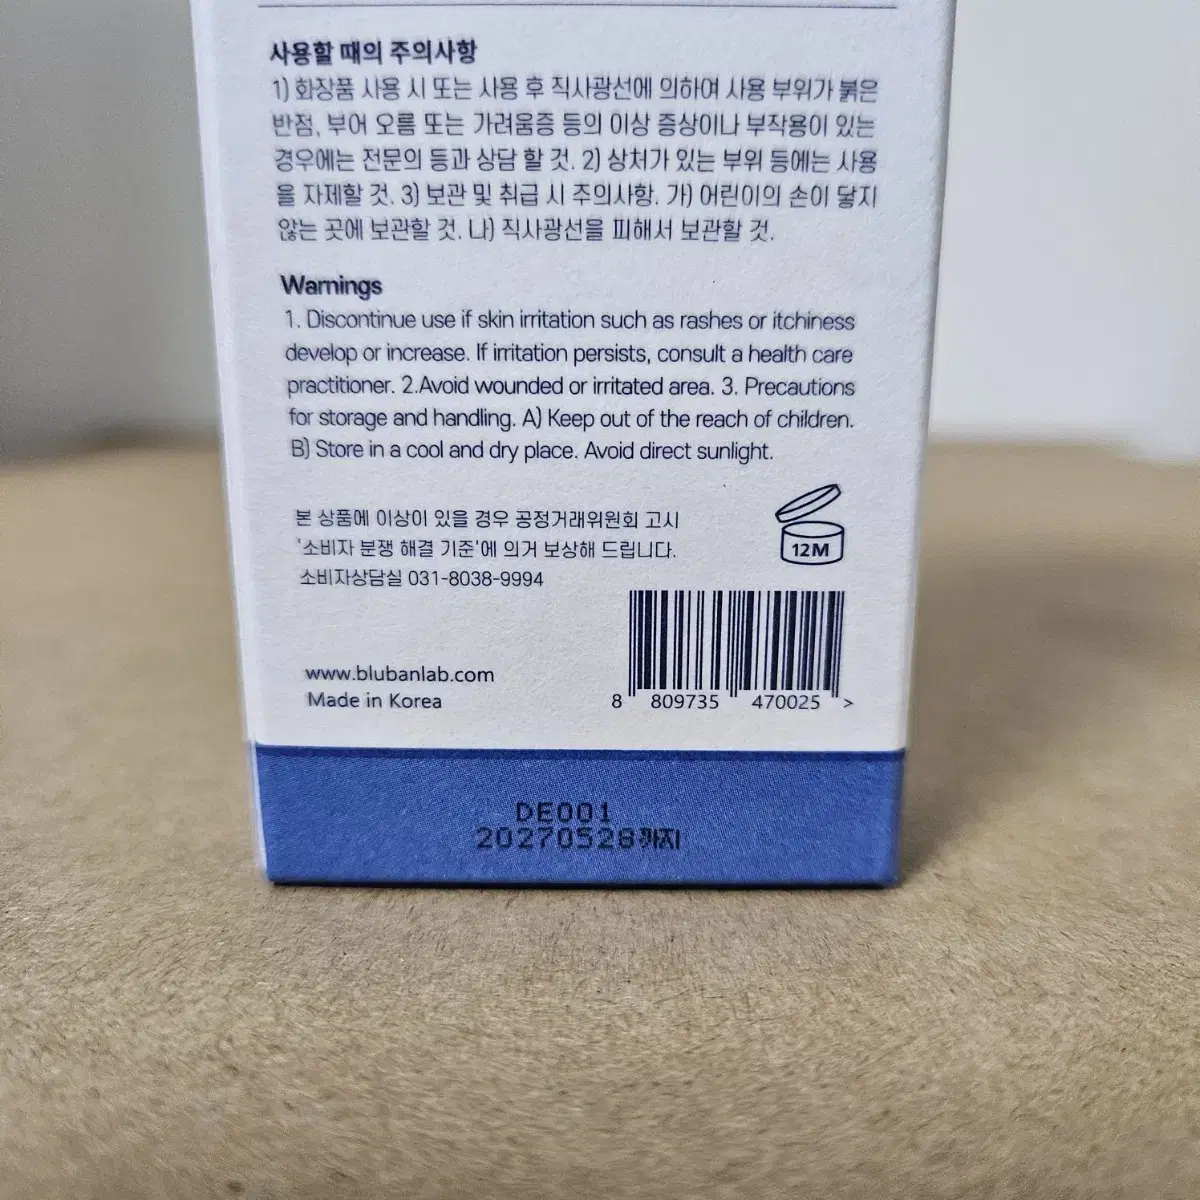 사용할 때의 주의사항
1) 화장품 사용 시 또는 사용 후 직사광선에 의하여 사용 부위가 붉은
반점, 부어 오름 또는 가려움증 등의 이상 증상이나 부작용이 있는
경우에는 전문의 등과 상담 할 것. 2) 상처가 있는 부위 등에는 사용
을 자제할 것. 3) 보관 및 취급 시 주의사항. 가) 어린이의 손이 닿지
않는 곳에 보관할 것. 나) 직사광선을 피해서 보관할 것.
Warnings
1. Discontinue use if skin irritation such as rashes or itchiness
develop or increase. If irritation persists, consult a health care
practitioner. 2.Avoid wounded or irritated area. 3. Precautions
for storage and handling. A) Keep out of the reach of children.
B) Store in a cool and dry place. Avoid direct sunlight.
본 상품에 이상이 있을 경우 공정거래위원회 고시
'소비자 분쟁 해결 기준'에 의거 보상해 드립니다.
소비자상담실 031-8038-9994
12M
www.blubanlab.com
Made in Korea
8 809735 470025 >
DE001
20270528까지